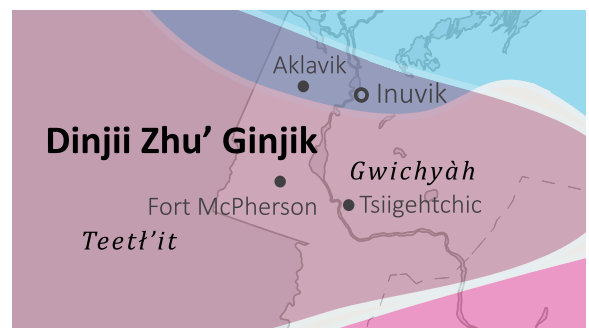 Aklavik
Inuvik
Dinjii Zhu’ Ginjik
Gwichyàh
Fort McPherson
Tsiigehtchic
Teetł’it